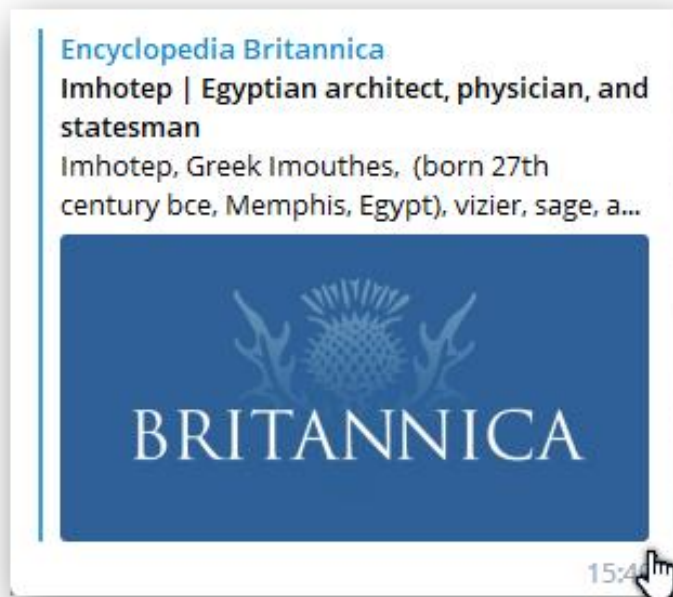 Encyclopedia Britannica
Imhotep | Egyptian architect, physician, and
statesman
Imhotep, Greek Imouthes, (born 27th
century bce, Memphis, Egypt), vizier, sage, a...
BRITANNICA